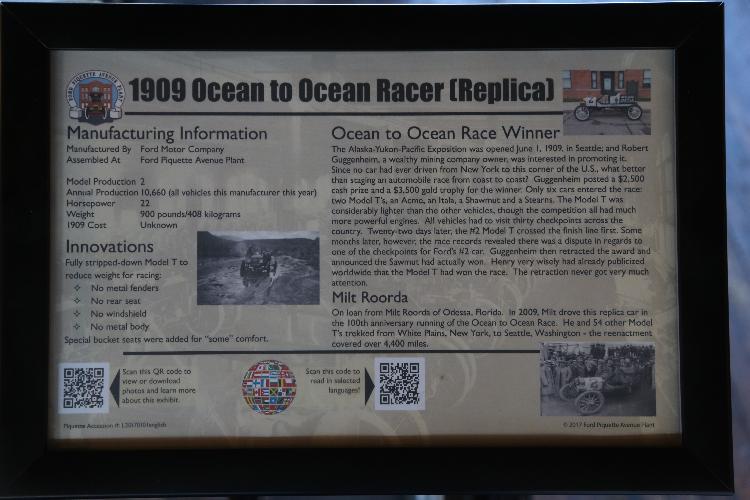 FORD PIQUETTE AVENUE PLANT
1909 Ocean to Ocean Racer (Replica)
Manufacturing Information
Manufactured By Ford Motor Company
Assembled At Ford Piquette Avenue Plant
Model Production 2
Annual Production 10,660 (all vehicles this manufacturer this year)
Horsepower 22
Weight 900 pounds/408 kilograms
1909 Cost Unknown
Innovations
Fully stripped-down Model T to
reduce weight for racing:
✧ No metal fenders
✧ No rear seat
✧ No windshield
✧ No metal body
Special bucket seats were added for "some" comfort.
Ocean to Ocean Race Winner
The Alaska-Yukon-Pacific Exposition was opened June 1, 1909, in Seattle; and Robert
Guggenheim, a wealthy mining company owner, was interested in promoting it.
Since no car had ever driven from New York to this corner of the U.S., what better
than staging an automobile race from coast to coast? Guggenheim posted a $2,500
cash prize and a $3,500 gold trophy for the winner. Only six cars entered the race:
two Model T's, an Acme, an Itala, a Shawmut and a Stearns. The Model T was
considerably lighter than the other vehicles, though the competition all had much
more powerful engines. All vehicles had to visit thirty checkpoints across the
country. Twenty-two days later, the #2 Model T crossed the finish line first. Some
months later, however, the race records revealed there was a dispute in regards to
one of the checkpoints for Ford's #2 car. Guggenheim then retracted the award and
announced the Sawmut had actually won. Henry very wisely had already publicized
worldwide that the Model T had won the race. The retraction never got very much
attention.
Milt Roorda
On loan from Milt Roorda of Odessa, Florida. In 2009, Milt drove this replica car in
the 100th anniversary running of the Ocean to Ocean Race. He and 54 other Model
T's trekked from White Plains, New York, to Seattle, Washington - the reenactment
covered over 4,400 miles.
Scan this QR code to
view or download
photos and learn more
about this exhibit.
Scan this code to
read in selected
languages!
Piquette Accession #: L2017010/english
© 2017 Ford Piquette Avenue Plant